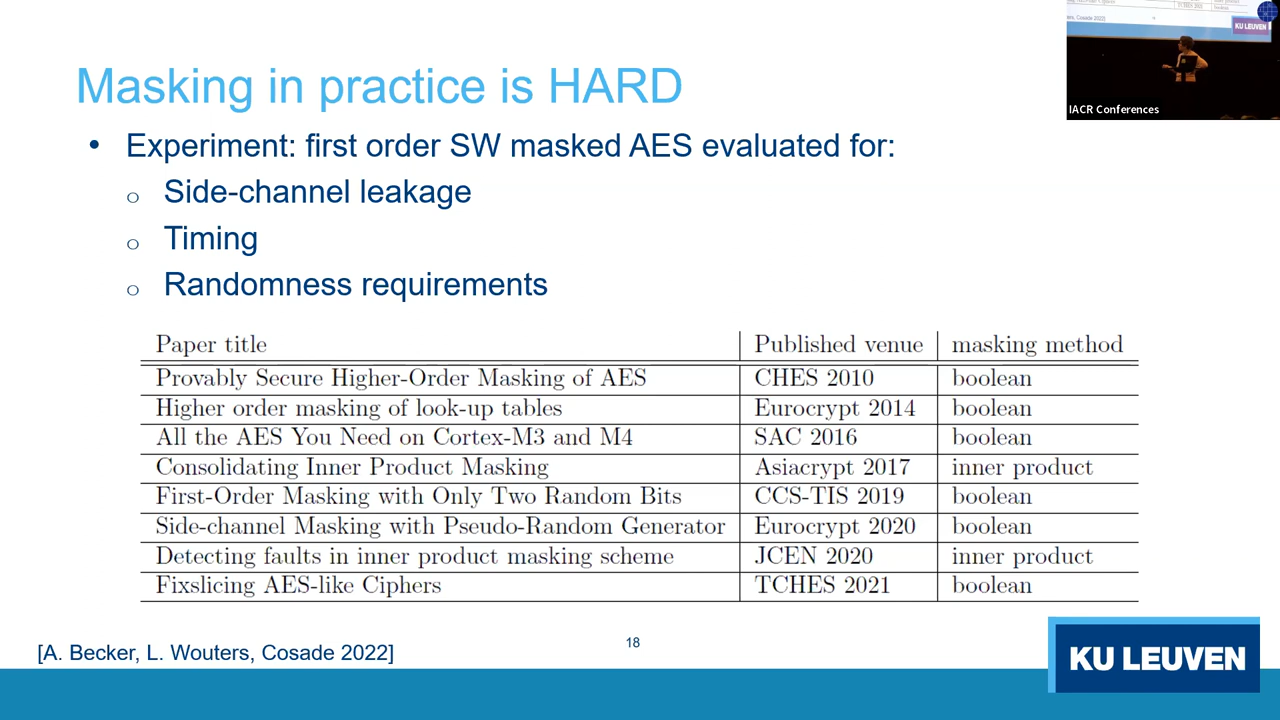 Masking in practice is HARD
• Experiment: first order SW masked AES evaluated for:
o Side-channel leakage
o Timing
o Randomness requirements
Paper title Published venue masking method
Provably Secure Higher-Order Masking of AES CHES 2010 boolean
Higher order masking of look-up tables Eurocrypt 2014 boolean
All the AES You Need on Cortex-M3 and M4 SAC 2016 boolean
Consolidating Inner Product Masking Asiacrypt 2017 inner product
First-Order Masking with Only Two Random Bits CCS-TIS 2019 boolean
Side-channel Masking with Pseudo-Random Generator Eurocrypt 2020 boolean
Detecting faults in inner product masking scheme JCEN 2020 inner product
Fixslicing AES-like Ciphers TCHES 2021 boolean
[A. Becker, L. Wouters, Cosade 2022]
18
KU LEUVEN
KU LEUVEN
IACR Conferences